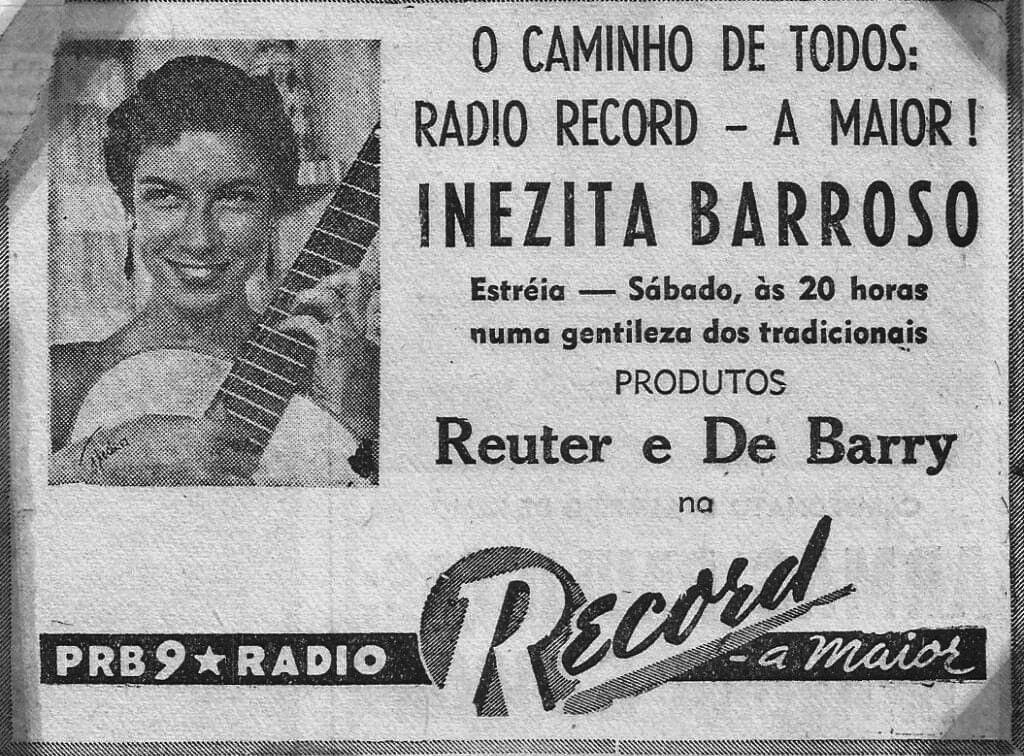 O CAMINHO DE TODOS:
RADIO RECORD – A MAIOR!
INEZITA BARROSO
Estréia — Sábado, às 20 horas
numa gentileza dos tradicionais
PRODUTOS
Reuter e De Barry
na
Record
PRB9★RADIO
-a maior